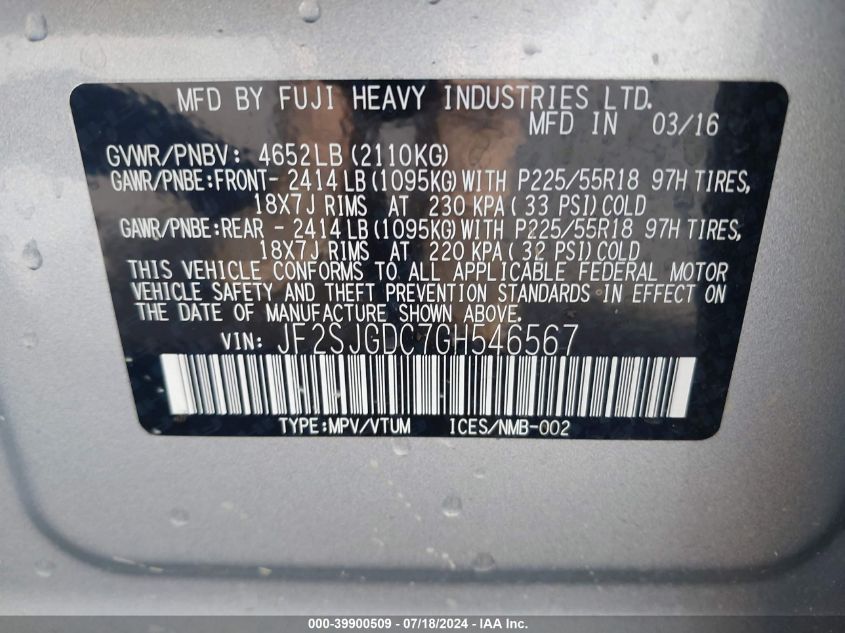 MFD BY FUJI HEAVY INDUSTRIES LTD.
MFD IN 03/16
GVWR/PNBV: 4652LB (2110KG)
GAWR/PNBE:FRONT- 2414 LB (1095KG) WITH P225/55R18 97H TIRES,
18X7J RIMS AT 230 KPA ( 33 PSI) COLD
GAWR/PNBE:REAR - 2414 LB (1095KG) WITH P225/55R18 97H TIRES,
18X7J RIMS AT 220 KPA ( 32 PSI) COLD
THIS VEHICLE CONFORMS TO ALL APPLICABLE FEDERAL MOTOR
VEHICLE SAFETY AND THEFT PREVENTION STANDARDS IN EFFECT ON
THE DATE OF MANUFACTURE SHOWN ABOVE.
VIN: JF2SJGDC7GH546567
TYPE:MPV/VTUM ICES/NMB-002
000-39900509 / 07/18/2024 - IAA Inc.